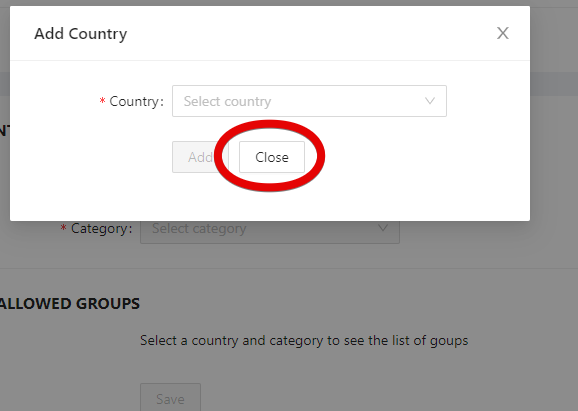 Add Country
* Country: Select country
Add Close
NT
* Category: Select category
ALLOWED GROUPS
Select a country and category to see the list of goups
Save